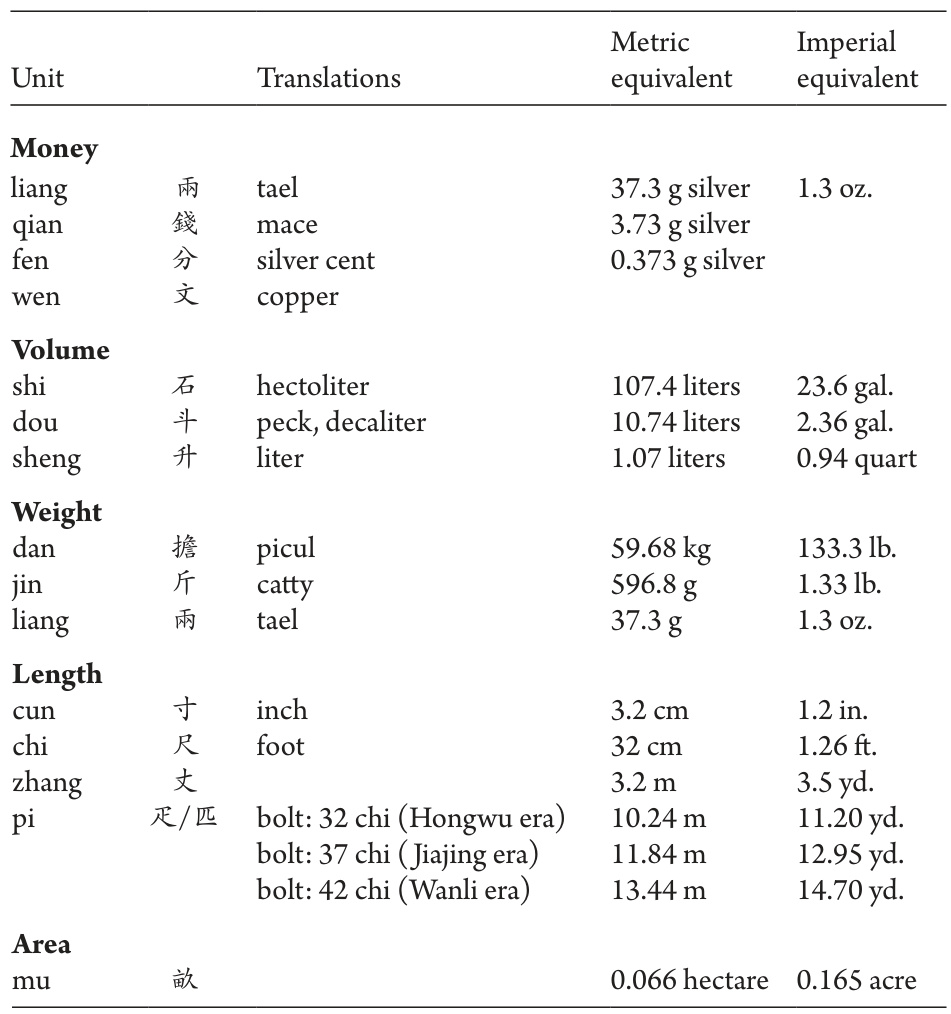 Unit Translations Metric equivalent Imperial equivalent
Money
liang 兩 tael 37.3 g silver 1.3 oz.
qian 錢 mace 3.73 g silver
fen 分 silver cent 0.373 g silver
wen 文 copper
Volume
shi 石 hectoliter 107.4 liters 23.6 gal.
dou 斗 peck, decaliter 10.74 liters 2.36 gal.
sheng 升 liter 1.07 liters 0.94 quart
Weight
dan 擔 picul 59.68 kg 133.3 lb.
jin 斤 catty 596.8 g 1.33 lb.
liang 兩 tael 37.3 g 1.3 oz.
Length
cun 寸 inch 3.2 cm 1.2 in.
chi 尺 foot 32 cm 1.26 ft.
zhang 丈 3.2 m 3.5 yd.
pi 疋/匹 bolt: 32 chi (Hongwu era) 10.24 m 11.20 yd.
bolt: 37 chi (Jiajing era) 11.84 m 12.95 yd.
bolt: 42 chi (Wanli era) 13.44 m 14.70 yd.
Area
mu 畝 0.066 hectare 0.165 acre